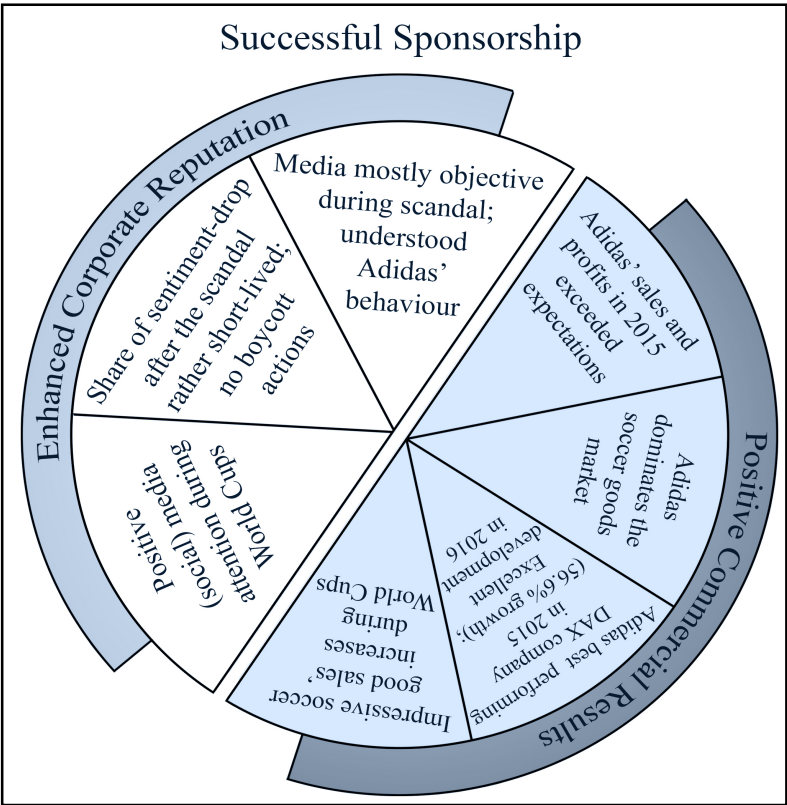 Successful Sponsorship
Enhanced Corporate Reputation
Media mostly objective
during scandal;
understood
Adidas’
behaviour
Share of sentiment-drop
after the scandal
rather short-lived;
no boycott
actions
Positive
(social) media
attention during
World Cups
Positive Commercial Results
Adidas’ sales and
profits in 2015
exceeded
expectations
Adidas
dominates the
soccer goods
market
Adidas best performing
DAX company
in 2015
(56.6% growth);
Excellent
development
in 2016
Impressive soccer
good sales’
increases
during
World Cups